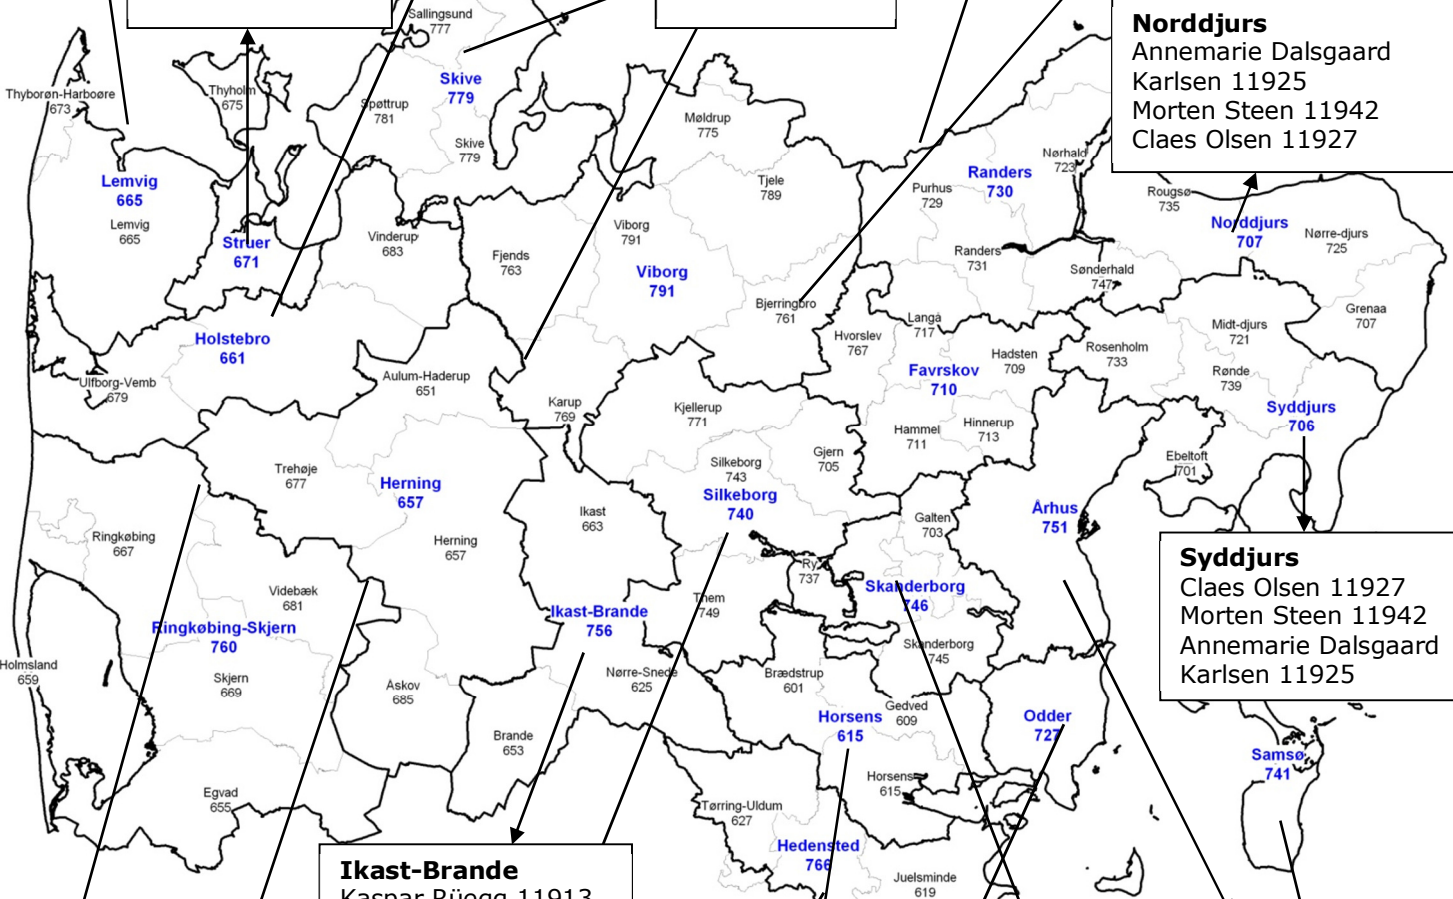 Sallingsund
777
Norddjurs
Annemarie Dalsgaard
Karlsen 11925
Morten Steen 11942
Claes Olsen 11927
Skive
779
Thyborøn-Harboøre
673
Thyholm
675
Spøttrup
781
Møldrup
775
Skive
779
Nørhald
723
Lemvig
665
Randers
730
Tjele
789
Purhus
729
Rougsø
735
Lemvig
665
Struer
671
Vinderup
683
Viborg
791
Norddjurs
707
Nørre-djurs
725
Fjends
763
Viborg
791
Randers
731
Sønderhald
747
Bjerringbro
761
Langå
717
Grenaa
707
Holstebro
661
Hvorslev
767
Midt-djurs
721
Hadsten
709
Rosenholm
733
Favrskov
710
Rønde
739
Ulfborg-Vemb
679
Aulum-Haderup
651
Karup
769
Kjellerup
771
Syddjurs
706
Hammel
711
Hinnerup
713
Gjern
705
Ebeltoft
701
Trehøje
677
Silkeborg
743
Herning
657
Silkeborg
740
Ikast
663
Galten
703
Århus
751
Ringkøbing
667
Herning
657
Ry
737
Syddjurs
Claes Olsen 11927
Morten Steen 11942
Annemarie Dalsgaard
Karlsen 11925
Videbæk
681
Skanderborg
746
Them
749
Ikast-Brande
756
Ringkøbing-Skjern
760
Skanderborg
745
Holmsland
659
Skjern
669
Åskov
685
Nørre-Snede
625
Brædstrup
601
Gedved
609
Horsens
615
Odder
727
Brande
653
Samsø
741
Horsens
615
Egvad
655
Tørring-Uldum
627
Hedensted
766
Juelsminde
619
Ikast-Brande
Kaspar Rüegg 11913